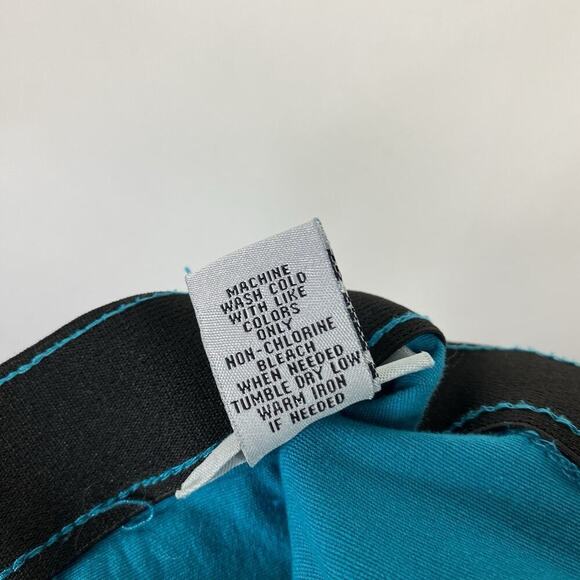 MACHINE
WASH COLD
WITH LIKE
COLORS
ONLY
NON-CHLORINE
BLEACH
WHEN NEEDED
TUMBLE DRY LOW
WARM IRON
IF NEEDED